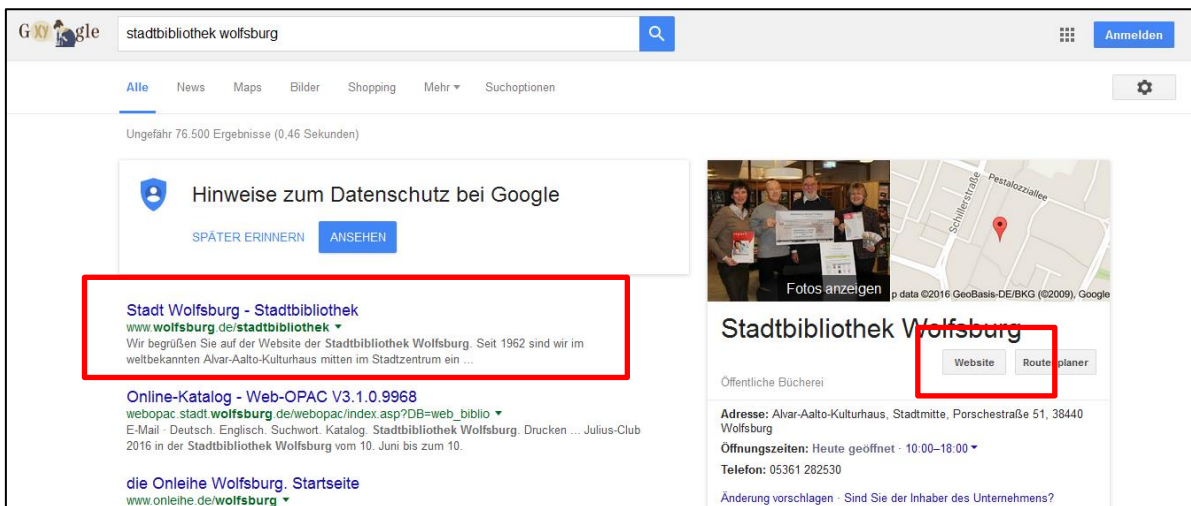 G XY gle
stadtbibliothek wolfsburg
Anmelden
Alle News Maps Bilder Shopping Mehr Suchoptionen
Ungefähr 76.500 Ergebnisse (0,46 Sekunden)
Hinweise zum Datenschutz bei Google
SPÄTER ERINNERN ANSEHEN
Stadt Wolfsburg - Stadtbibliothek
www.wolfsburg.de/stadtbibliothek
Wir begrüßen Sie auf der Website der Stadtbibliothek Wolfsburg. Seit 1962 sind wir im
weltbekannten Alvar-Aalto-Kulturhaus mitten im Stadtzentrum ein ...
Online-Katalog - Web-OPAC V3.1.0.9968
webopac.stadt.wolfsburg.de/webopac/index.asp?DB=web_biblio
E-Mail · Deutsch. Englisch. Suchwort. Katalog. Stadtbibliothek Wolfsburg. Drucken ... Julius-Club
2016 in der Stadtbibliothek Wolfsburg vom 10. Juni bis zum 10.
die Onleihe Wolfsburg. Startseite
www.onleihe.de/wolfsburg
Schillerstraße
Pestalozziallee
Fotos anzeigen
p data ©2016 GeoBasis-DE/BKG (©2009), Google
Stadtbibliothek Wolfsburg
Website Routenplaner
Öffentliche Bücherei
Adresse: Alvar-Aalto-Kulturhaus, Stadtmitte, Porschestraße 51, 38440
Wolfsburg
Öffnungszeiten: Heute geöffnet · 10:00–18:00
Telefon: 05361 282530
Änderung vorschlagen · Sind Sie der Inhaber des Unternehmens?